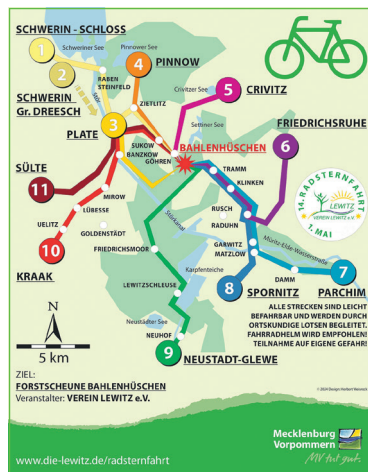 SCHWERIN - SCHLOSS
1
Schweriner See
Pinnower See
4
PINNOW
2
RABEN
STEINFELD
Stör
Crivitzer See
5
CRIVITZ
SCHWERIN
Gr. DREESCH
ZIETLITZ
3
PLATE
Settiner
See
FRIEDRICHSRUHE
6
SUKOW
BANZKOW
GÖHREN
BAHLENHÜSCHEN
SÜLTE
11
TRAMM
KLINKEN
14. RADSTERNFAHRT
LEWITZ
VEREIN LEWITZ e.V.
1. MAI
MIROW
LÜBESSE
RUSCH
RADUHN
UELITZ
GOLDENSTÄDT
Störkanal
10
KRAAK
FRIEDRICHSMOOR
GARWITZ
MATZLOW
Müritz-Elde-Wasserstraße
Karpfenteiche
7
8
DAMM
PARCHIM
LEWITZSCHLEUSE
SPORNITZ
N
5 km
Neustädter See
NEUHOF
9
NEUSTADT-GLEWE
ALLE STRECKEN SIND LEICHT
BEFAHRBAR UND WERDEN DURCH
ORTSKUNDIGE LOTSEN BEGLEITET.
FAHRRADHELM WIRD EMPFOHLEN!
TEILNAHME AUF EIGENE GEFAHR!
ZIEL:
FORSTSCHEUNE BAHLENHÜSCHEN
Veranstalter: VEREIN LEWITZ e.V.
Mecklenburg
Vorpommern
MV tut gut.
www.die-lewitz.de/radsternfahrt